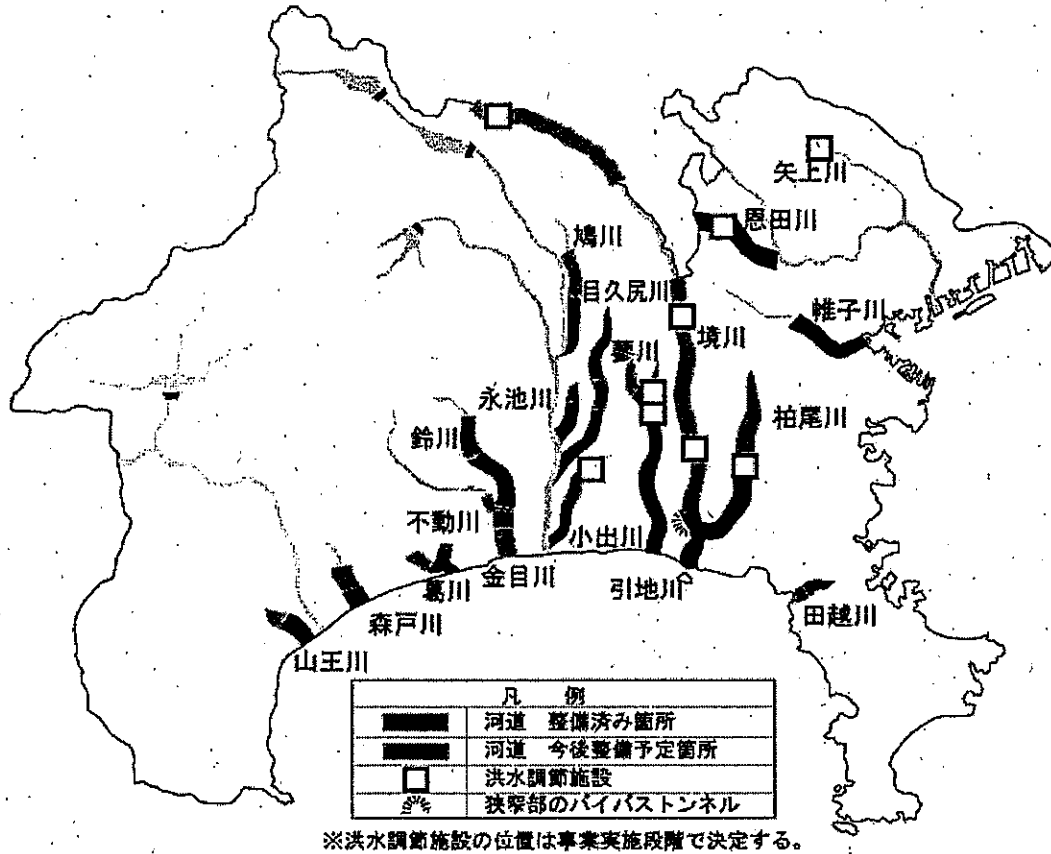 矢上川
恩田川
鳩川
目久尻川
帷子川
境川
蓼川
永池川
柏尾川
鈴川
不動川
小出川
葛川
金目川
引地川
田越川
森戸川
山王川
凡 例
河道 整備済み箇所
河道 今後整備予定箇所
洪水調節施設
狭窄部のバイパストンネル
※洪水調節施設の位置は事業実施段階で決定する。